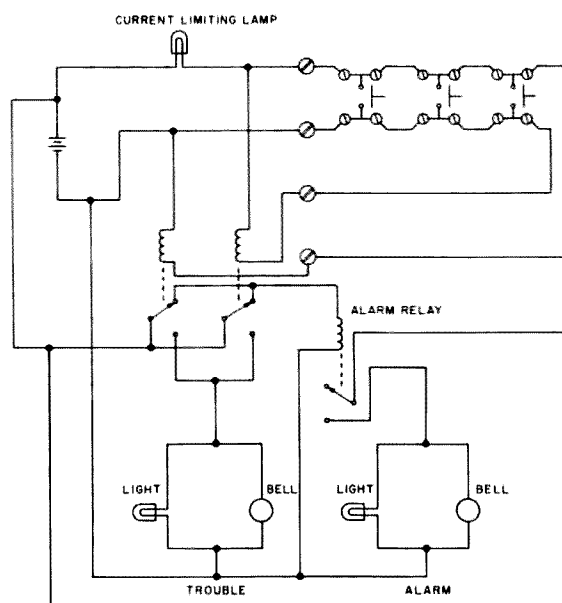 CURRENT LIMITING LAMP
ALARM RELAY
LIGHT
BELL
LIGHT
BELL
TROUBLE
ALARM